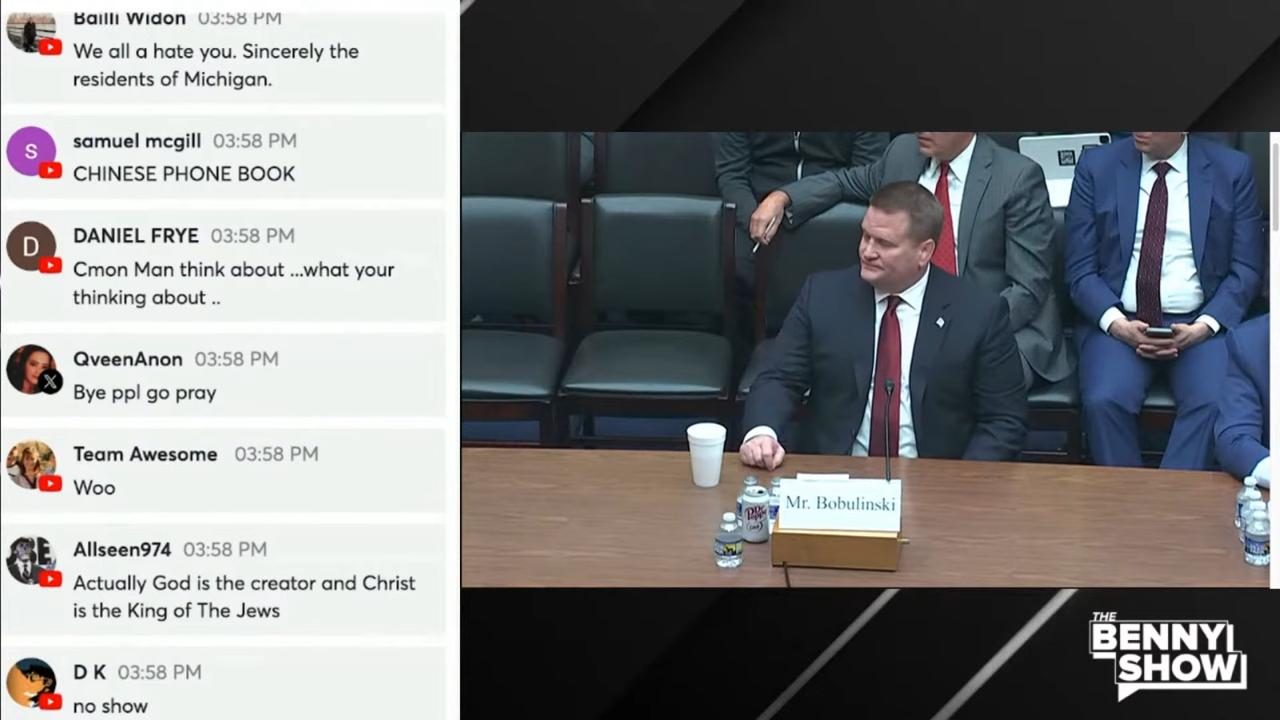 Bailli Widon 03:58 PM
We all a hate you. Sincerely the
residents of Michigan.
S
samuel mcgill 03:58 PM
CHINESE PHONE BOOK
D
DANIEL FRYE 03:58 PM
Cmon Man think about ...what your
thinking about ..
QveenAnon 03:58 PM
Bye ppl go pray
Team Awesome 03:58 PM
Woo
Allseen974 03:58 PM
Actually God is the creator and Christ
is the King of The Jews
D K 03:58 PM
no show
Mr. Bobulinski
THE
BENNY
SHOW